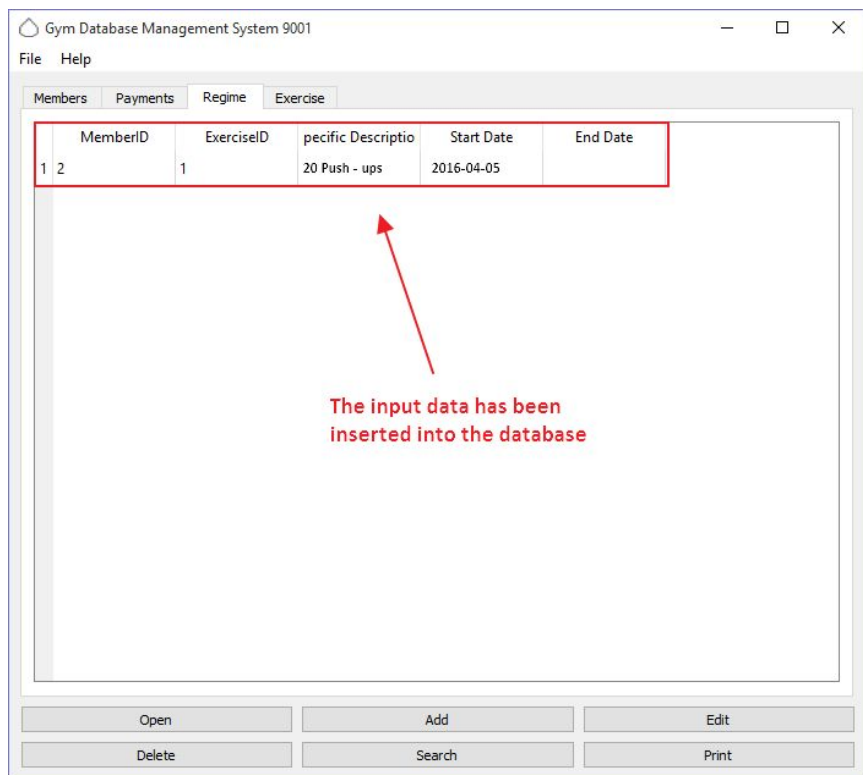 Gym Database Management System 9001
File Help
Members Payments Regime Exercise
MemberID ExerciseID pecific Descriptio Start Date End Date
1 2 1 20 Push - ups 2016-04-05
The input data has been
inserted into the database
Open Add Edit
Delete Search Print